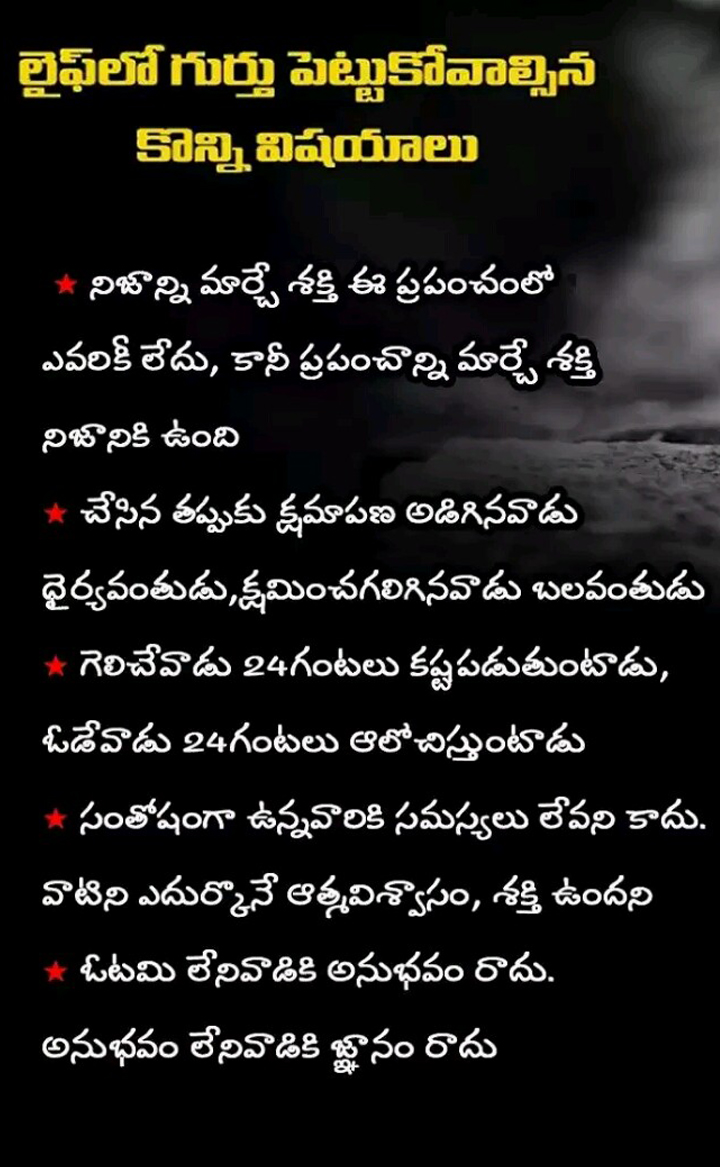 లైఫ్‌లో గుర్తు పెట్టుకోవాల్సిన
కొన్ని విషయాలు
★ నిజాన్ని మార్చే శక్తి ఈ ప్రపంచంలో
ఎవరికీ లేదు, కానీ ప్రపంచాన్ని మార్చే శక్తి
నిజానికి ఉంది
★ చేసిన తప్పుకు క్షమాపణ అడిగినవాడు
ధైర్యవంతుడు,క్షమించగలిగినవాడు బలవంతుడు
★ గెలిచేవాడు 24గంటలు కష్టపడుతుంటాడు,
ఓడేవాడు 24గంటలు ఆలోచిస్తుంటాడు
★ సంతోషంగా ఉన్నవారికి సమస్యలు లేవని కాదు.
వాటిని ఎదుర్కొనే ఆత్మవిశ్వాసం, శక్తి ఉందని
★ ఓటమి లేనివాడికి అనుభవం రాదు.
అనుభవం లేనివాడికి జ్ఞానం రాదు